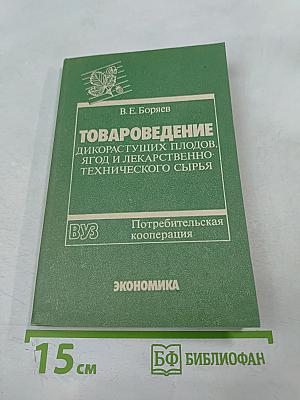 В. Е. Боряев
ТОВАРОВЕДЕНИЕ
ДИКОРАСТУЩИХ ПЛОДОВ,
ЯГОД И ЛЕКАРСТВЕННО-
ТЕХНИЧЕСКОГО СЫРЬЯ
ВУЗ
Потребительская
кооперация
ЭКОНОМИКА
15 см
БФ БИБЛИОФАН